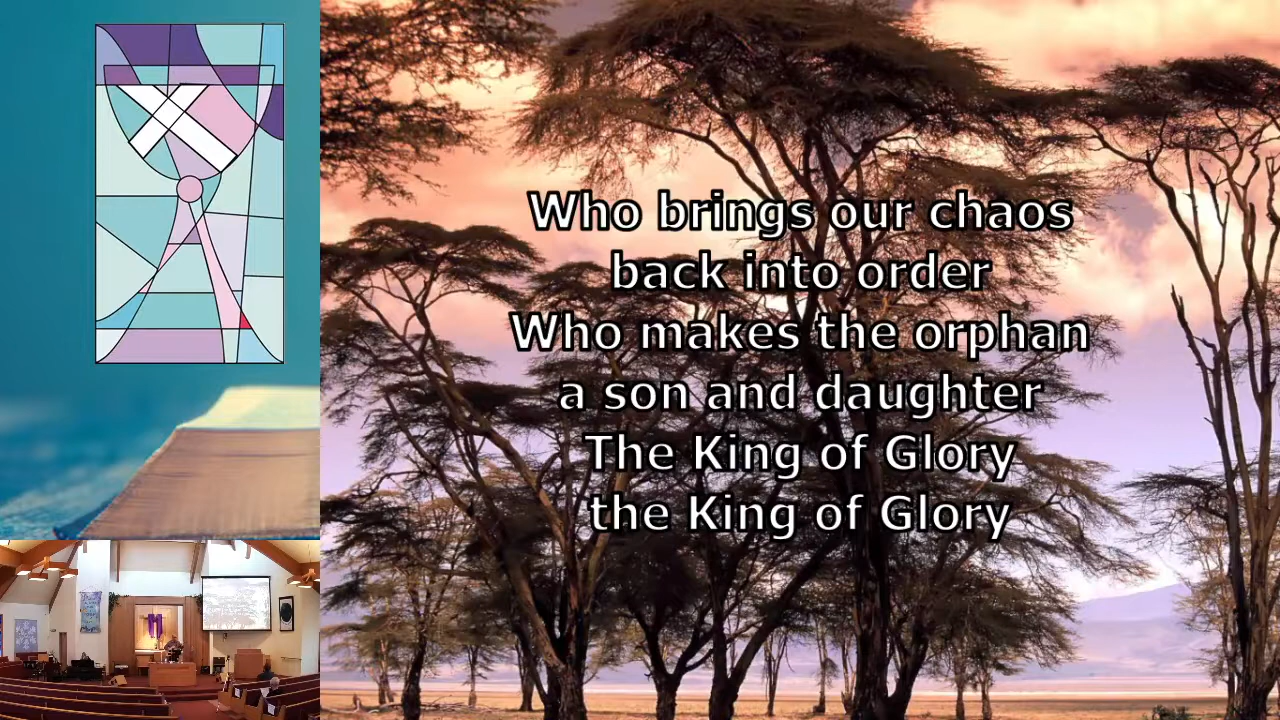 Who brings our chaos
back into order
Who makes the orphan
a son and daughter
The King of Glory
the King of Glory